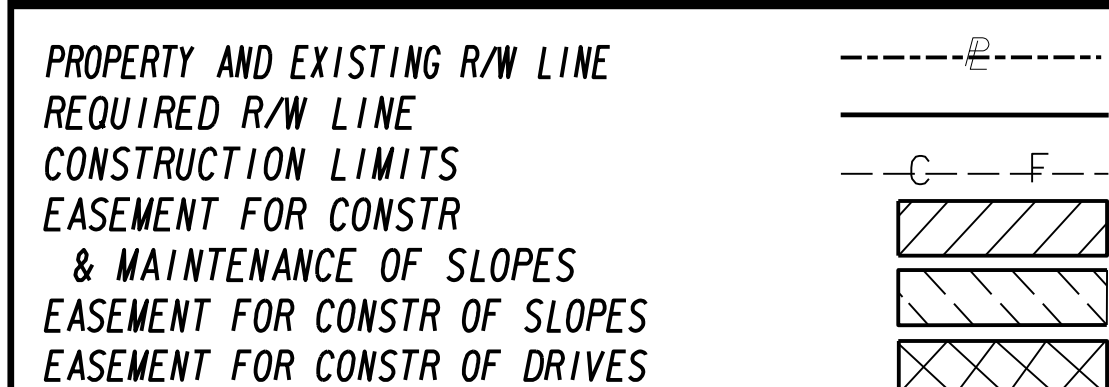 PROPERTY AND EXISTING R/W LINE PL
REQUIRED R/W LINE
CONSTRUCTION LIMITS C F
EASEMENT FOR CONSTR
& MAINTENANCE OF SLOPES
EASEMENT FOR CONSTR OF SLOPES
EASEMENT FOR CONSTR OF DRIVES